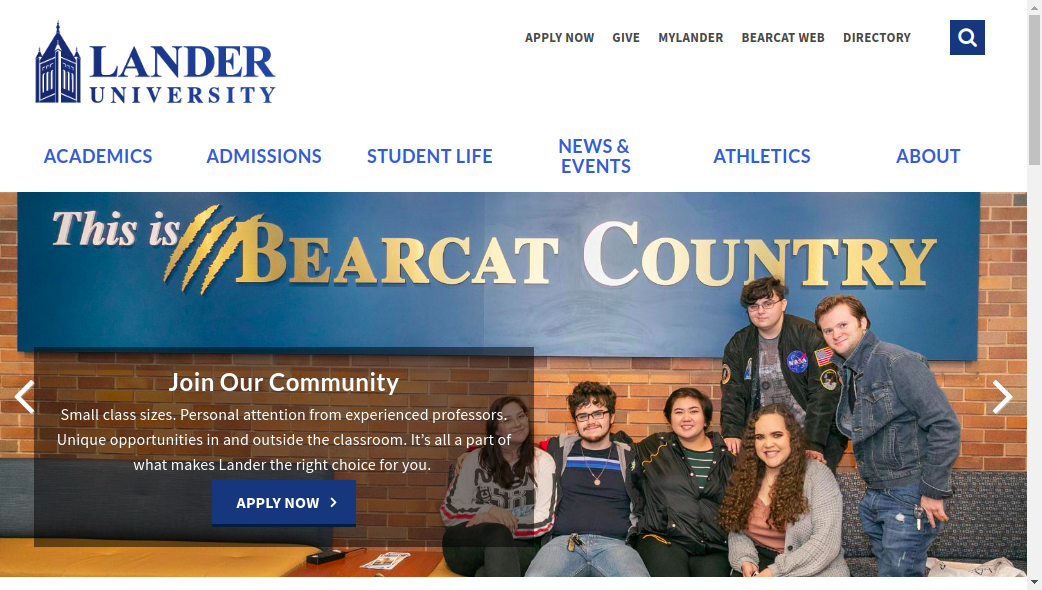 LANDER
UNIVERSITY
APPLY NOW GIVE MYLANDER BEARCAT WEB DIRECTORY
ACADEMICS ADMISSIONS STUDENT LIFE NEWS & EVENTS ATHLETICS ABOUT
This is BEARCAT COUNTRY
NASA
Join Our Community
Small class sizes. Personal attention from experienced professors.
Unique opportunities in and outside the classroom. It’s all a part of
what makes Lander the right choice for you.
APPLY NOW